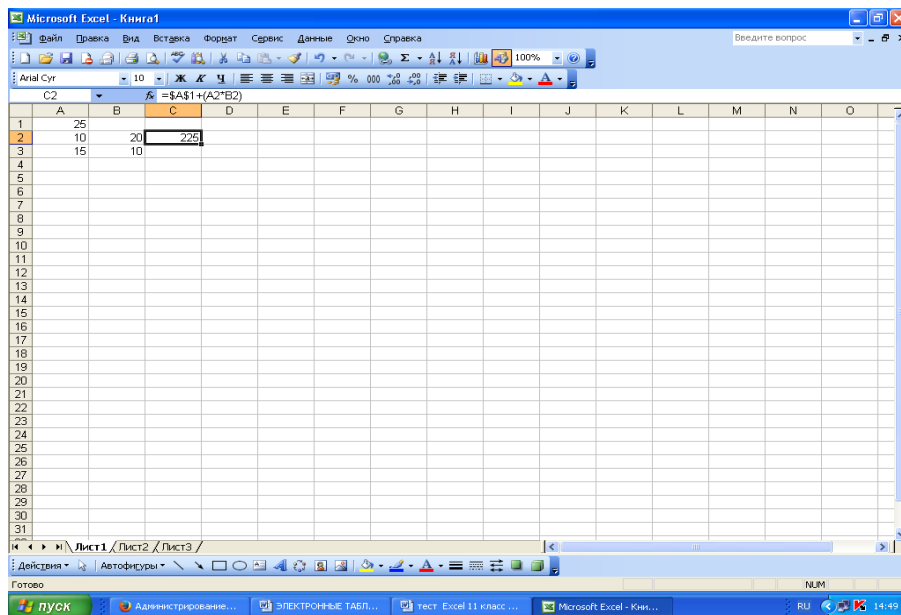 Microsoft Excel - Книга1
Файл Правка Вид Вставка Формат Сервис Данные Окно Справка Введите вопрос
100%
Arial Cyr 10 Ж К Ч % 000
C2 fx =$A$1+(A2*B2)
A B C D E F G H I J K L M N O
1 25
2 10 20 225
3 15 10
4
5
6
7
8
9
10
11
12
13
14
15
16
17
18
19
20
21
22
23
24
25
26
27
28
29
30
31
Лист1 Лист2 Лист3
Действия Автофигуры
Готово NUM
пуск Администрирование... ЭЛЕКТРОННЫЕ ТАБЛ... тест Excel 11 класс ... Microsoft Excel - Кни... RU 14:49